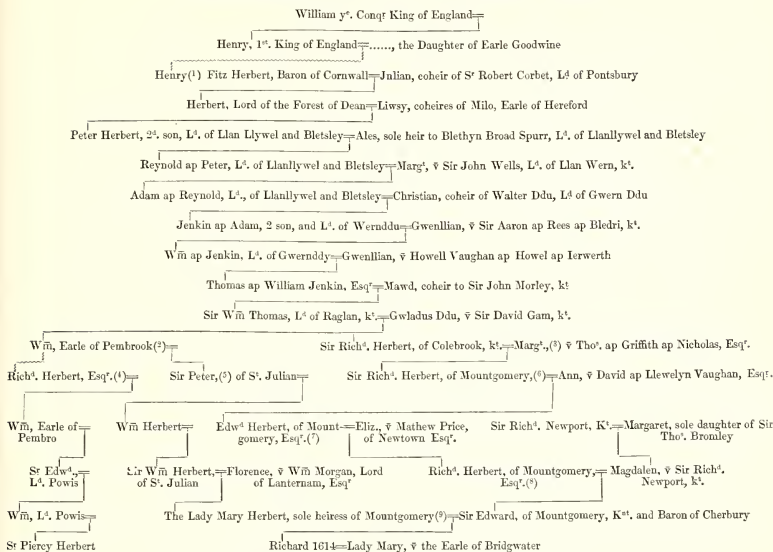 William yᵉ. Conqʳ King of England
Henry, 1ˢᵗ. King of England ......, the Daughter of Earle Goodwine
Henry(¹) Fitz Herbert, Baron of Cornwall Julian, coheir of Sʳ Robert Corbet, Lᵈ of Pontsbury
Herbert, Lord of the Forest of Dean Liwsy, coheires of Milo, Earle of Hereford
Peter Herbert, 2ᵈ. son, Lᵈ. of Llan Llywel and Bletsley Ales, sole heir to Blethyn Broad Spurr, Lᵈ. of Llanllywel and Bletsley
Reynold ap Peter, Lᵈ. of Llanllywel and Bletsley Margᵗ, v̄ Sir John Wells, Lᵈ. of Llan Wern, kᵗ.
Adam ap Reynold, Lᵈ., of Llanllywel and Bletsley Christian, coheir of Walter Ddu, Lᵈ of Gwern Ddu
Jenkin ap Adam, 2 son, and Lᵈ. of Wernddu Gwenllian, v̄ Sir Aaron ap Rees ap Bledri, kᵗ.
Wm̄ ap Jenkin, Lᵈ. of Gwernddy Gwenllian, v̄ Howell Vaughan ap Howel ap Ierwerth
Thomas ap William Jenkin, Esqʳ Mawd, coheir to Sir John Morley, kᵗ
Sir Wm̄ Thomas, Lᵈ of Raglan, kᵗ. Gwladus Ddu, v̄ Sir David Gam, kᵗ.
Wm̄, Earle of Pembrook(²) Sir Richᵈ. Herbert, of Colebrook, kᵗ. Margᵗ.,(³) v̄ Thoˢ. ap Griffith ap Nicholas, Esqʳ.
Richᵈ. Herbert, Esqʳ.(⁴) Sir Peter,(⁵) of Sᵗ. Julian Sir Richᵈ. Herbert, of Mountgomery,(⁶) Ann, v̄ David ap Llewelyn Vaughan, Esqʳ.
Wm̄, Earle of Wm̄ Herbert Edwᵈ Herbert, of Mount- Eliz., v̄ Mathew Price, Sir Richᵈ. Newport, Kᵗ. Margaret, sole daughter of Sir
Pembro gomery, Esqʳ.(⁷) of Newtown Esqʳ. Thoˢ. Bromley
Sʳ Edwᵈ., Sir Wm̄ Herbert, Florence, v̄ Wm̄ Morgan, Lord Richᵈ. Herbert, of Mountgomery, Magdalen, v̄ Sir Richᵈ.
Lᵈ. Powis of Sᵗ. Julian of Lanternam, Esqʳ Esqʳ.(⁸) Newport, kᵗ.
Wm̄, Lᵈ. Powis The Lady Mary Herbert, sole heiress of Mountgomery(⁹) Sir Edward, of Mountgomery, Kⁿᵗ. and Baron of Cherbury
Sʳ Piercy Herbert Richard 1614 Lady Mary, v̄ the Earle of Bridgwater